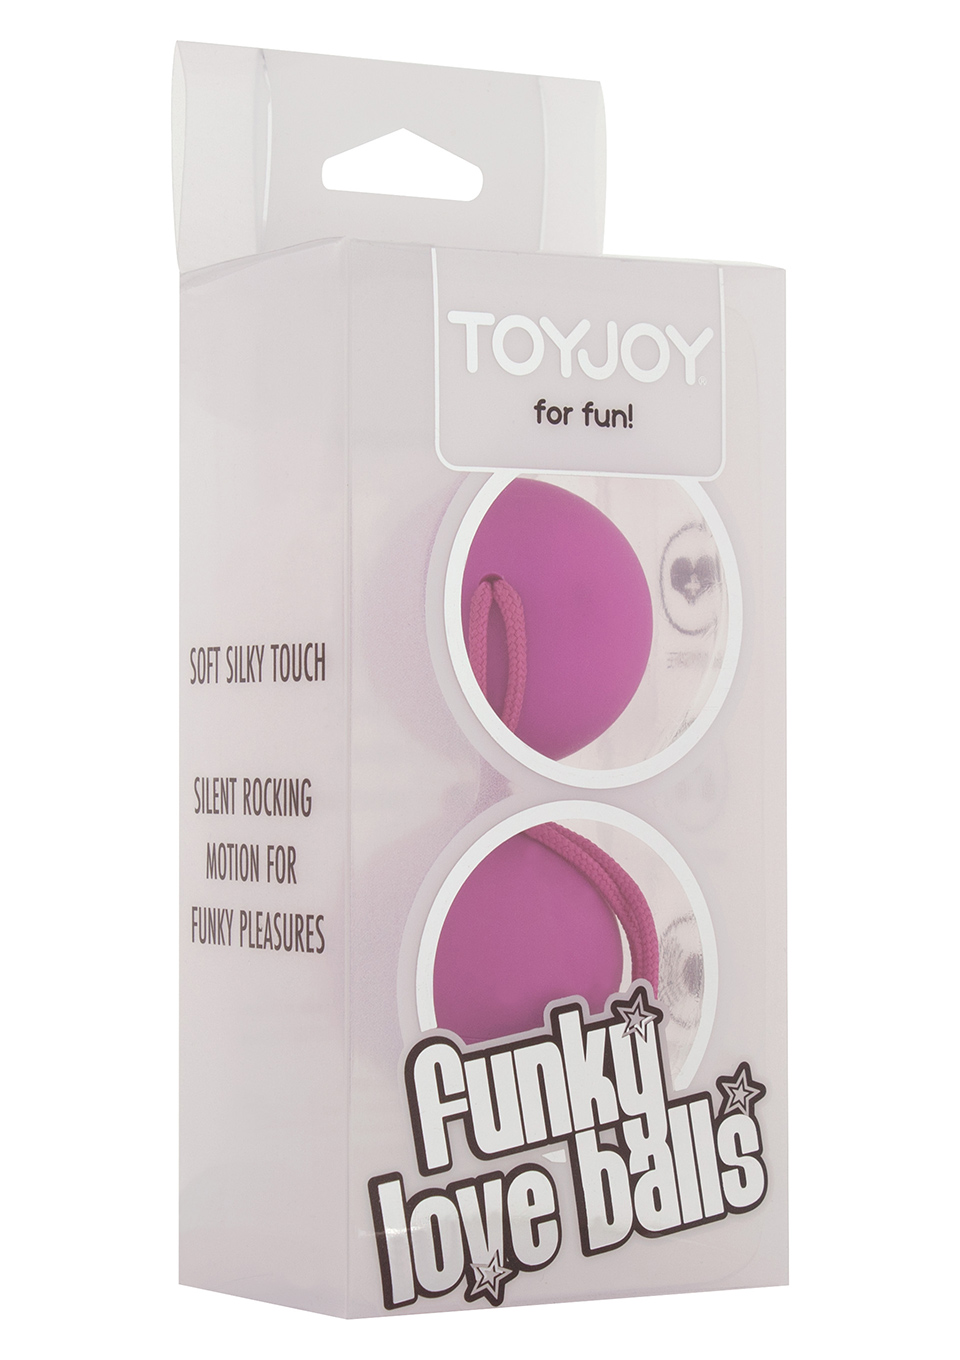 TOYJOY®
for fun!
SOFT SILKY TOUCH
SILENT ROCKING
MOTION FOR
FUNKY PLEASURES
funky
love balls